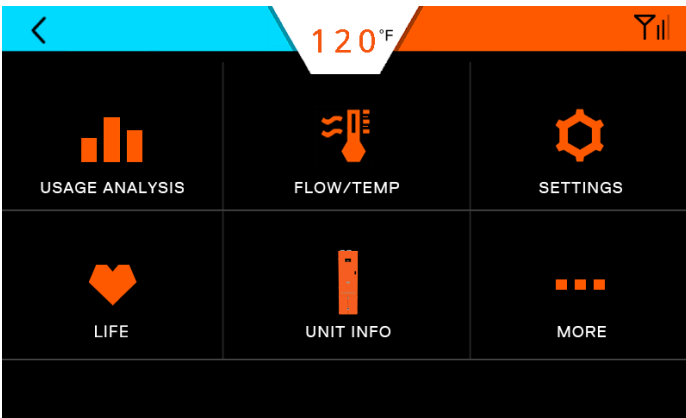 120°F
USAGE ANALYSIS
FLOW/TEMP
SETTINGS
LIFE
UNIT INFO
MORE